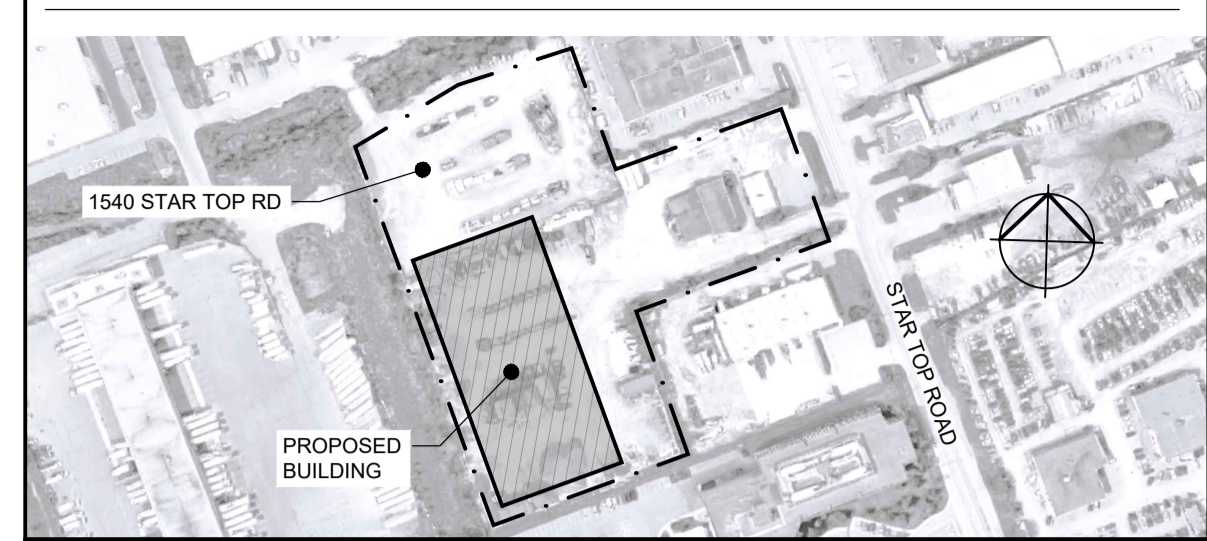 1540 STAR TOP RD
STAR TOP ROAD
PROPOSED
BUILDING